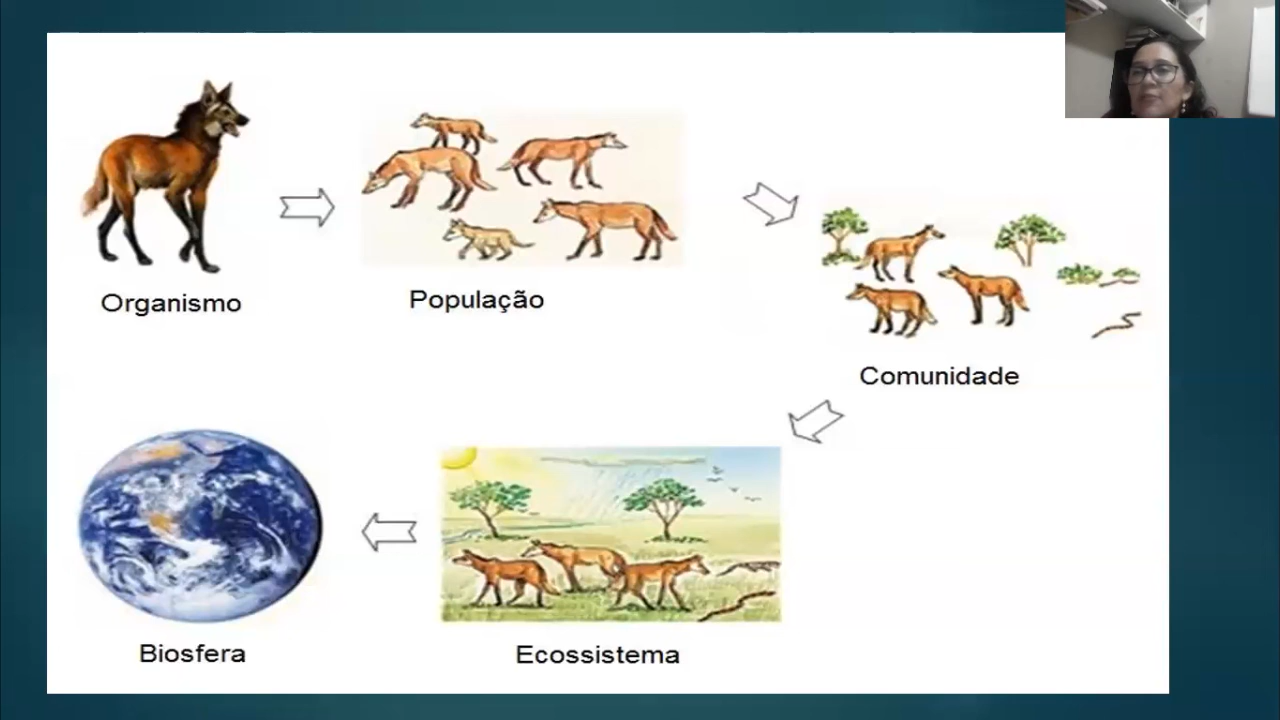 Organismo
População
Comunidade
Biosfera
Ecossistema